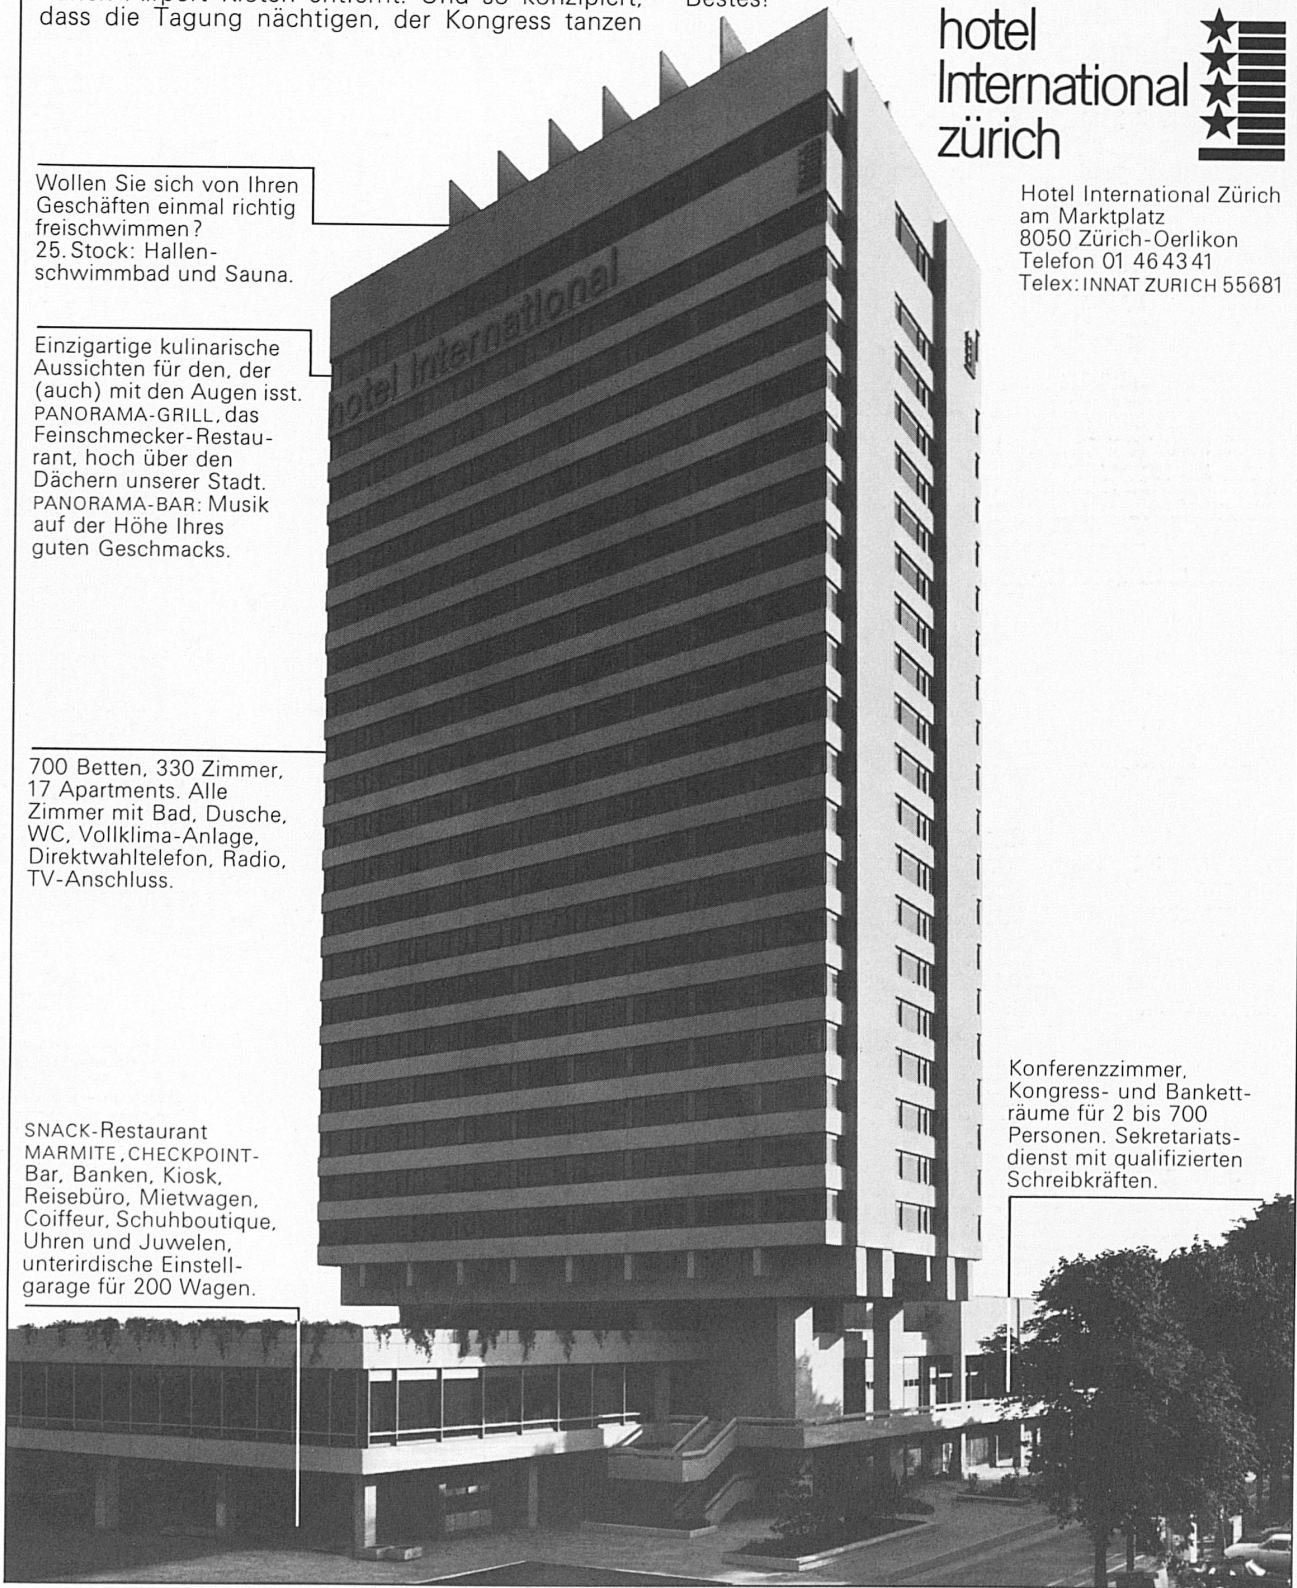 dass die Tagung nächtigen, der Kongress tanzen
hotel
International
zürich
Hotel International Zürich
am Marktplatz
8050 Zürich-Oerlikon
Telefon 01 46 43 41
Telex: INNAT ZURICH 55681
Wollen Sie sich von Ihren
Geschäften einmal richtig
freischwimmen?
25. Stock: Hallen-
schwimmbad und Sauna.
hotel International
Einzigartige kulinarische
Aussichten für den, der
(auch) mit den Augen isst.
PANORAMA-GRILL, das
Feinschmecker-Restau-
rant, hoch über den
Dächern unserer Stadt.
PANORAMA-BAR: Musik
auf der Höhe Ihres
guten Geschmacks.
700 Betten, 330 Zimmer,
17 Apartments. Alle
Zimmer mit Bad, Dusche,
WC, Vollklima-Anlage,
Direktwahltelefon, Radio,
TV-Anschluss.
Konferenzzimmer,
Kongress- und Bankett-
räume für 2 bis 700
Personen. Sekretariats-
dienst mit qualifizierten
Schreibkräften.
SNACK-Restaurant
MARMITE, CHECKPOINT-
Bar, Banken, Kiosk,
Reisebüro, Mietwagen,
Coiffeur, Schuhboutique,
Uhren und Juwelen,
unterirdische Einstell-
garage für 200 Wagen.